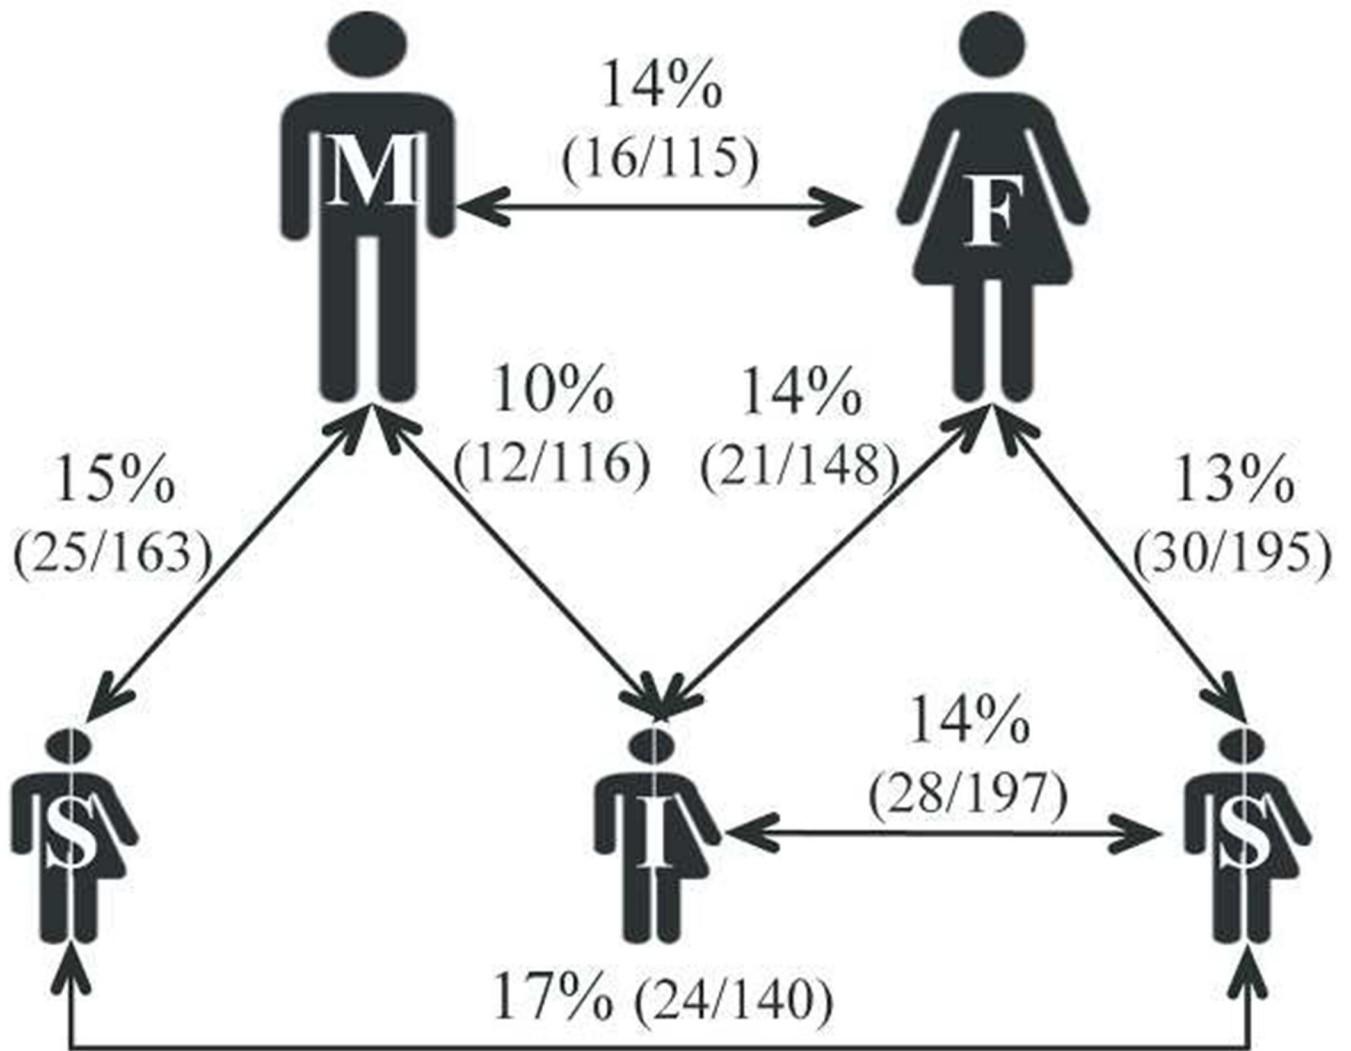 14%
(16/115)
M
F
10%
(12/116)
14%
(21/148)
15%
(25/163)
13%
(30/195)
14%
(28/197)
S
I
S
17% (24/140)